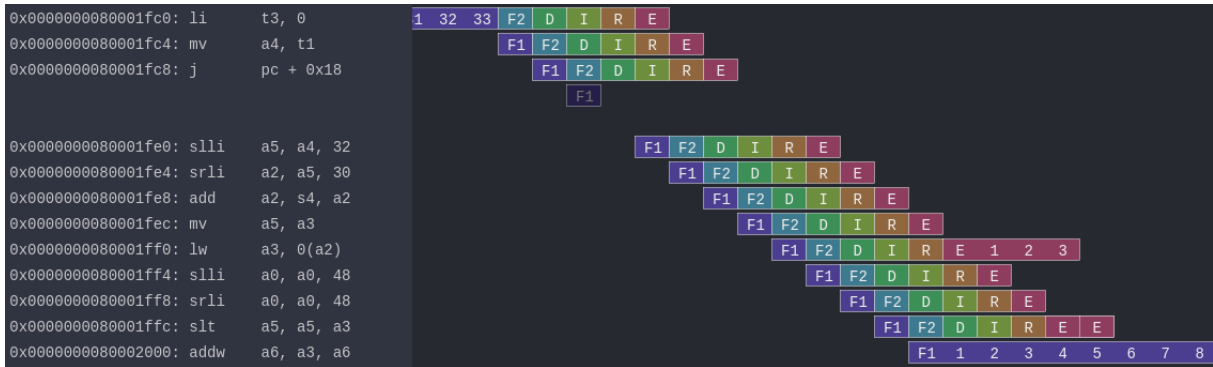 0x0000000080001fc0: li t3, 0 1 32 33 F2 D I R E
0x0000000080001fc4: mv a4, t1 F1 F2 D I R E
0x0000000080001fc8: j pc + 0x18 F1 F2 D I R E
F1
0x0000000080001fe0: slli a5, a4, 32 F1 F2 D I R E
0x0000000080001fe4: srli a2, a5, 30 F1 F2 D I R E
0x0000000080001fe8: add a2, s4, a2 F1 F2 D I R E
0x0000000080001fec: mv a5, a3 F1 F2 D I R E
0x0000000080001ff0: lw a3, 0(a2) F1 F2 D I R E 1 2 3
0x0000000080001ff4: slli a0, a0, 48 F1 F2 D I R E
0x0000000080001ff8: srli a0, a0, 48 F1 F2 D I R E
0x0000000080001ffc: slt a5, a5, a3 F1 F2 D I R E E
0x0000000080002000: addw a6, a3, a6 F1 1 2 3 4 5 6 7 8